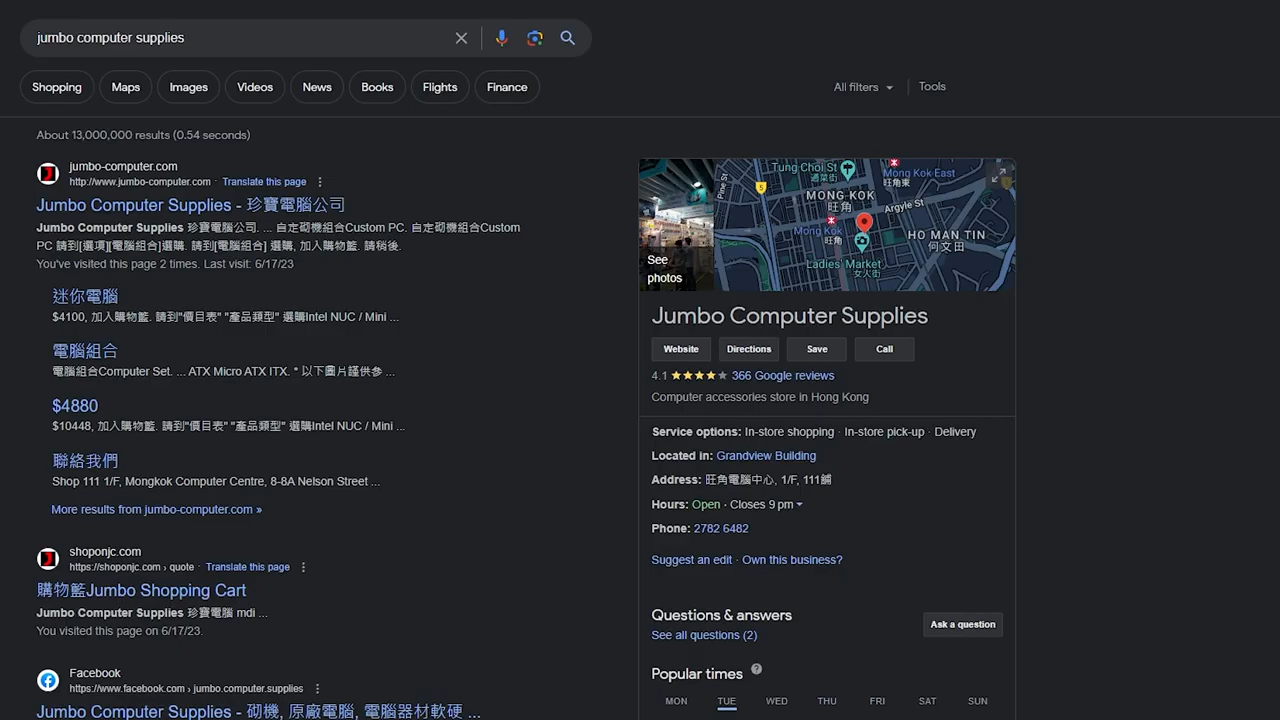 jumbo computer supplies
Shopping
Maps
Images
Videos
News
Books
Flights
Finance
All filters
Tools
About 13,000,000 results (0.54 seconds)
jumbo-computer.com
http://www.jumbo-computer.com · Translate this page
Jumbo Computer Supplies - 珍寶電腦公司
Jumbo Computer Supplies 珍寶電腦公司. ... 自定砌機組合Custom PC. 自定砌機組合Custom
PC 請到[選項][電腦組合]選購. 請到[電腦組合] 選購, 加入購物籃. 請稍後.
You've visited this page 2 times. Last visit: 6/17/23
迷你電腦
$4100, 加入購物籃. 請到"價目表" "產品類型" 選購Intel NUC / Mini ...
電腦組合
電腦組合Computer Set. ... ATX Micro ATX ITX. * 以下圖片謹供參 ...
$4880
$10448, 加入購物籃. 請到"價目表" "產品類型" 選購Intel NUC / Mini ...
聯絡我們
Shop 111 1/F, Mongkok Computer Centre, 8-8A Nelson Street ...
More results from jumbo-computer.com »
shoponjc.com
https://shoponjc.com › quote · Translate this page
購物籃Jumbo Shopping Cart
Jumbo Computer Supplies 珍寶電腦 mdi ...
You visited this page on 6/17/23.
Facebook
https://www.facebook.com › jumbo.computer.supplies
Jumbo Computer Supplies - 砌機, 原廠電腦, 電腦器材軟硬 ...
See
photos
Pine St
5
Tung Choi St
通菜街
Mong Kok East
旺角東
MONG KOK
旺角
Argyle St
Mong Kok
旺角
HO MAN TIN
何文田
Ladies' Market
女人街
Jumbo Computer Supplies
Website
Directions
Save
Call
4.1 366 Google reviews
Computer accessories store in Hong Kong
Service options: In-store shopping · In-store pick-up · Delivery
Located in: Grandview Building
Address: 旺角電腦中心, 1/F, 111舖
Hours: Open · Closes 9 pm
Phone: 2782 6482
Suggest an edit · Own this business?
Questions & answers
See all questions (2)
Ask a question
Popular times
MON
TUE
WED
THU
FRI
SAT
SUN